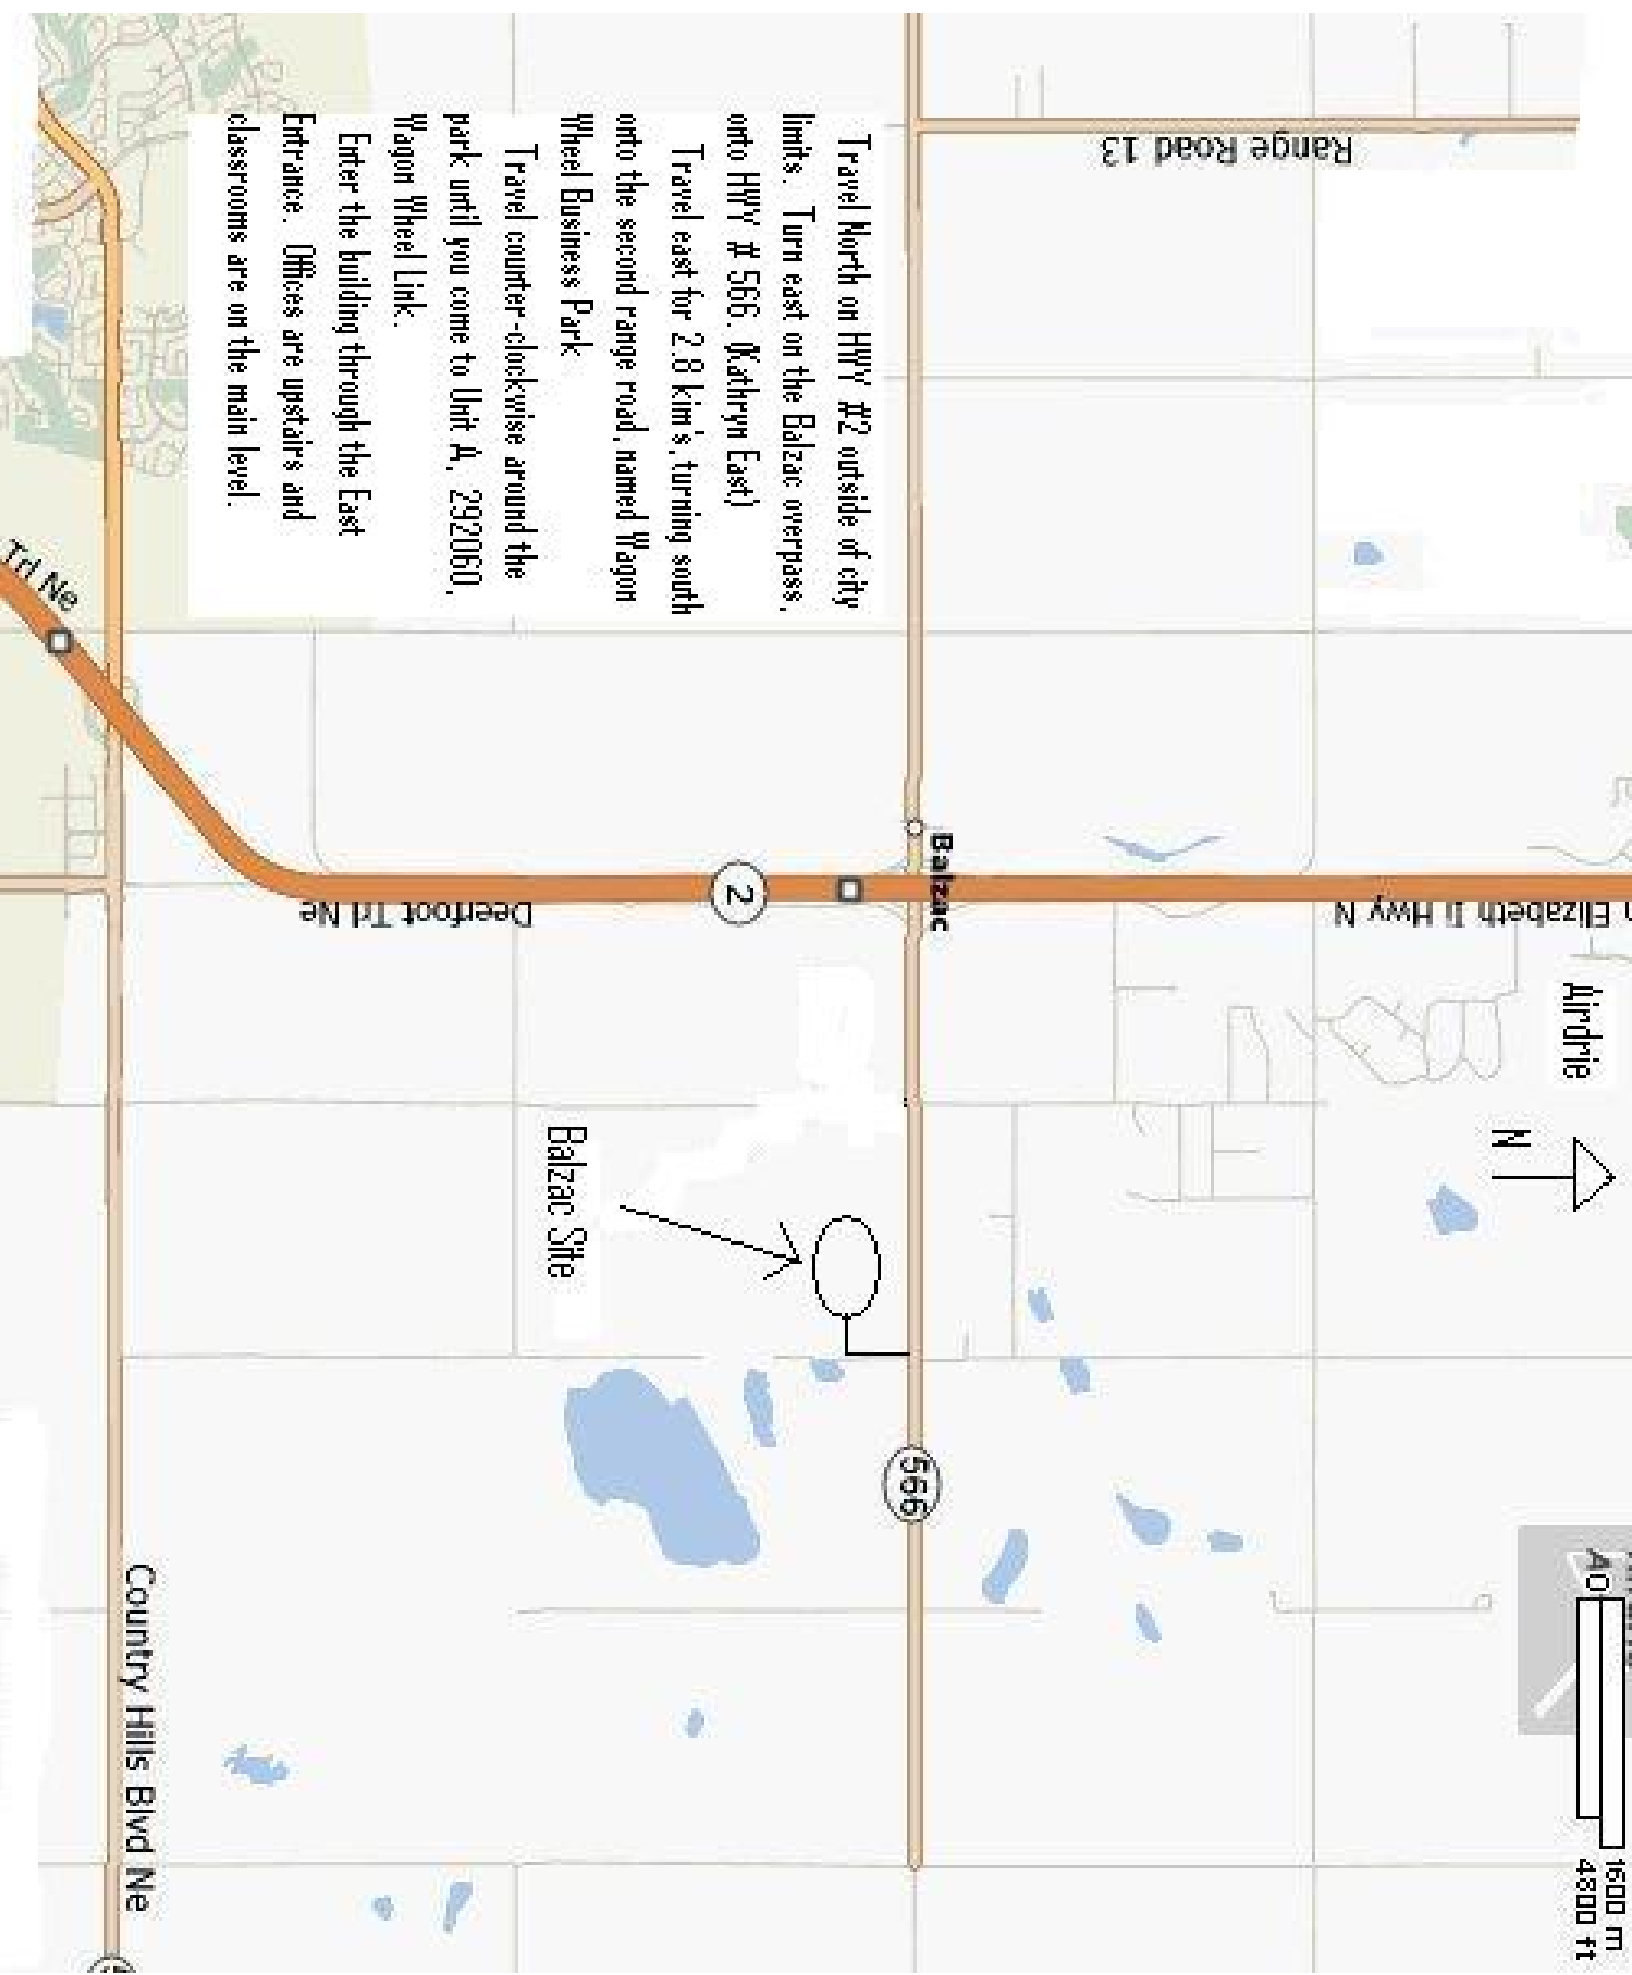 Travel North on HWY #2 outside of city
limits. Turn east on the Balzac overpass,
onto HWY # 566. (Kathryn East)
Travel east for 2.8 kim's, turning south
onto the second range road, named Wagon
Wheel Business Park
Travel counter-clockwise around the
park until you come to Unit A, 292060,
Wagon Wheel Link.
Enter the building through the East
Entrance. Offices are upstairs and
classrooms are on the main level.
Range Road 13
Trd Ne
Balzac
2
Deerfoot Trl Ne
Elizabeth II Hwy N
Airdrie
N
Balzac Site
566
Country Hills Blvd Ne
1600 m
4800 ft